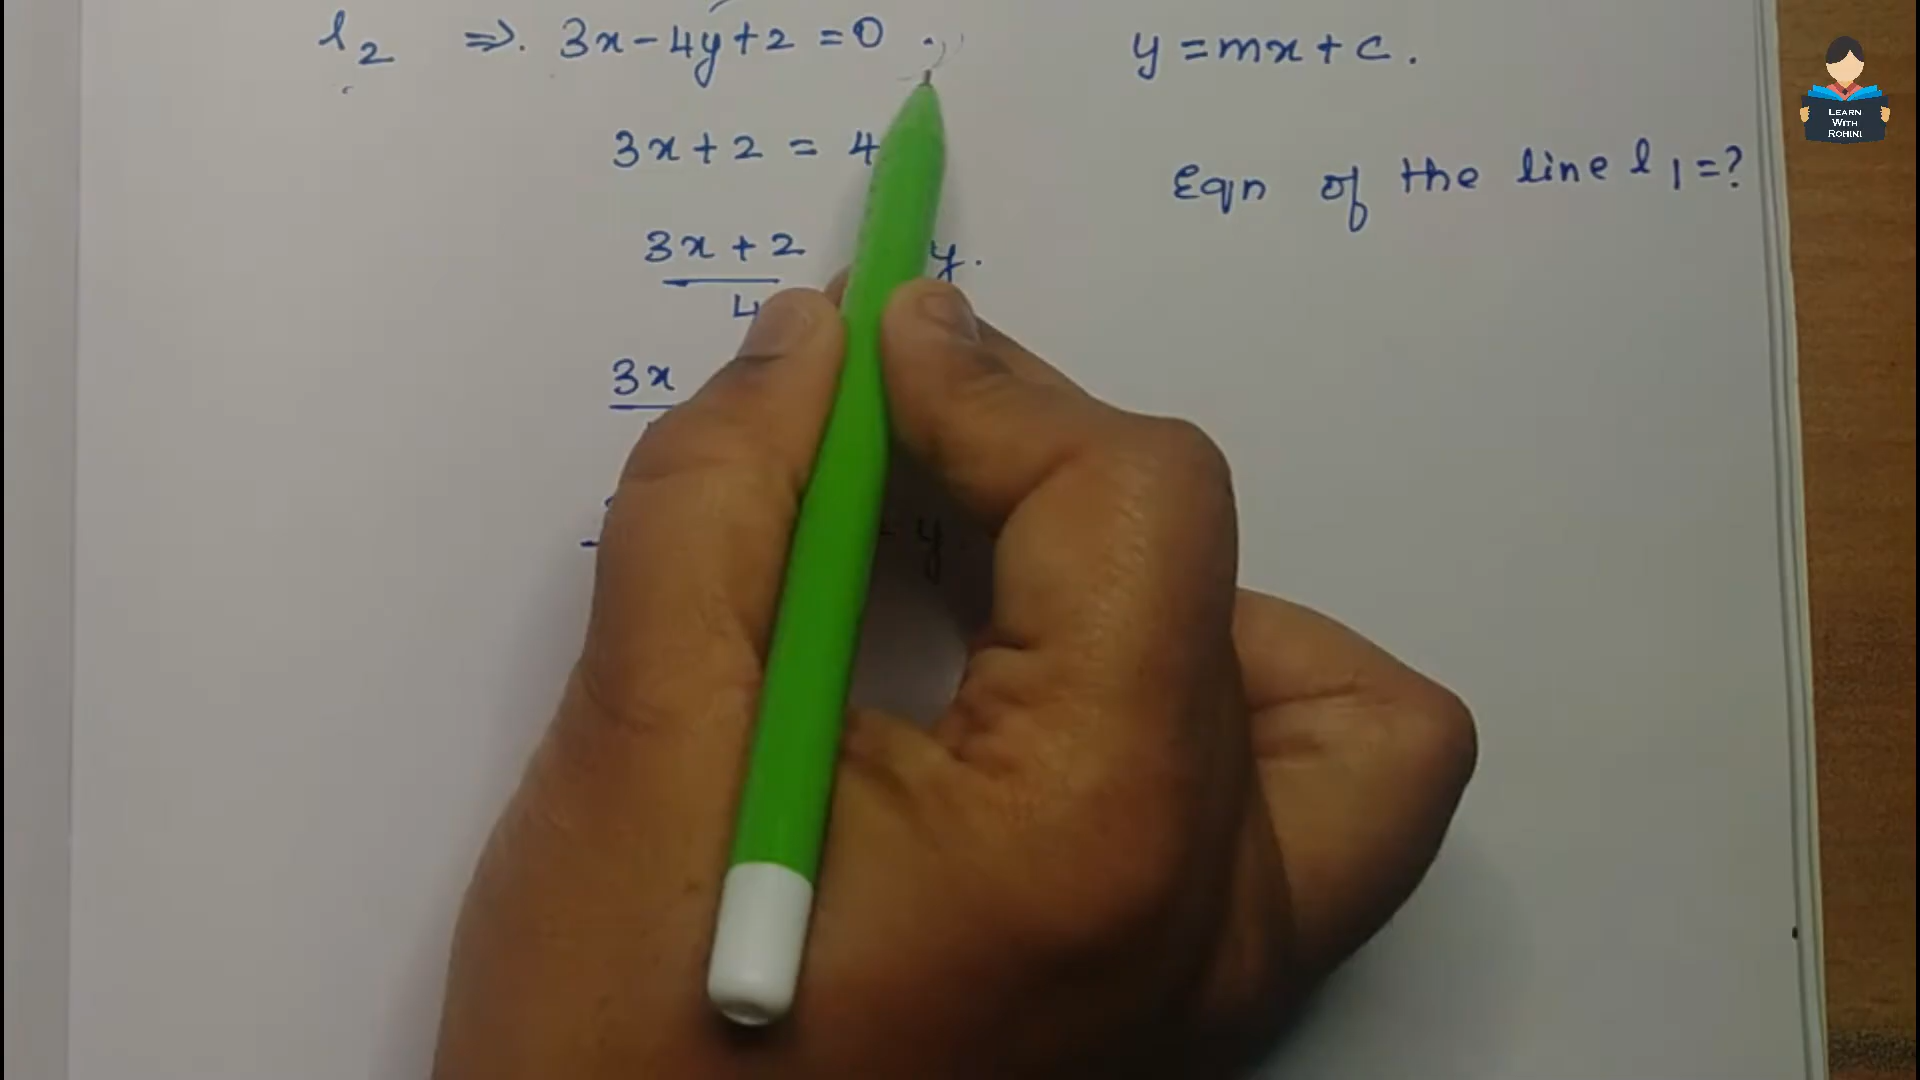 l₂ ⇒. 3x-4y+2 =0.
y =mx+c.
3x+2 = 4
Eqn of the line l₁=?
3x+2
4
y.
3x
= y
LEARN
WITH
ROHINI